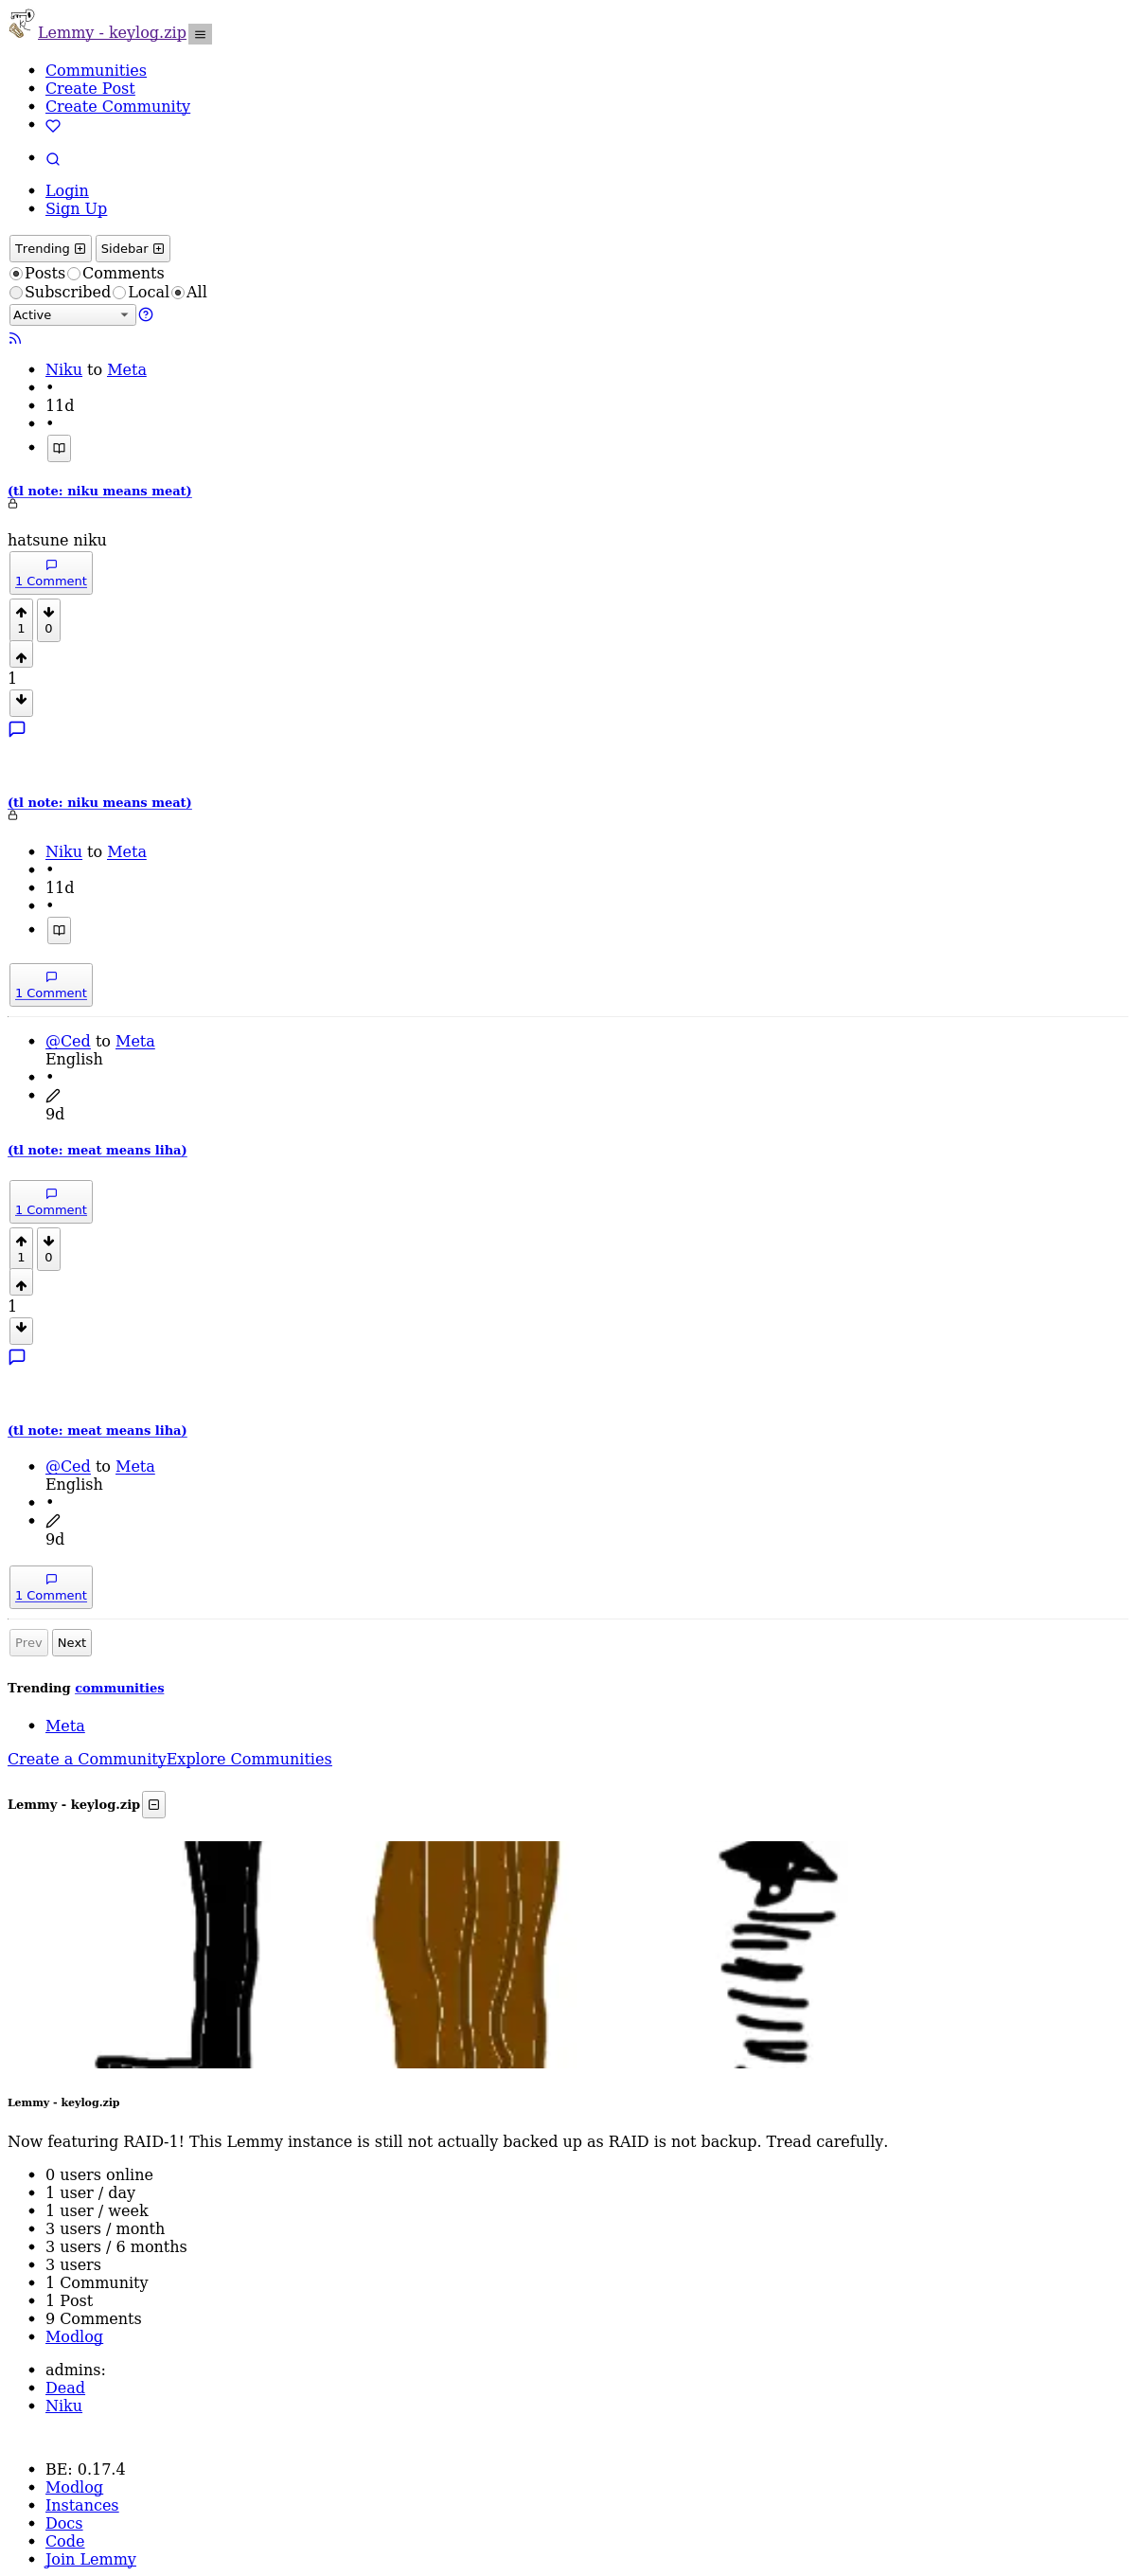 Lemmy - keylog.zip
Communities
Create Post
Create Community
Login
Sign Up
Trending
Sidebar
Posts Comments
Subscribed Local All
Active
Niku to Meta
•
11d
•
(tl note: niku means meat)
hatsune niku
1 Comment
1 0
1
(tl note: niku means meat)
Niku to Meta
•
11d
•
1 Comment
@Ced to Meta
English
•
9d
(tl note: meat means liha)
1 Comment
1 0
1
(tl note: meat means liha)
@Ced to Meta
English
•
9d
1 Comment
Prev Next
Trending communities
Meta
Create a CommunityExplore Communities
Lemmy - keylog.zip
Lemmy - keylog.zip
Now featuring RAID-1! This Lemmy instance is still not actually backed up as RAID is not backup. Tread carefully.
0 users online
1 user / day
1 user / week
3 users / month
3 users / 6 months
3 users
1 Community
1 Post
9 Comments
Modlog
admins:
Dead
Niku
BE: 0.17.4
Modlog
Instances
Docs
Code
Join Lemmy